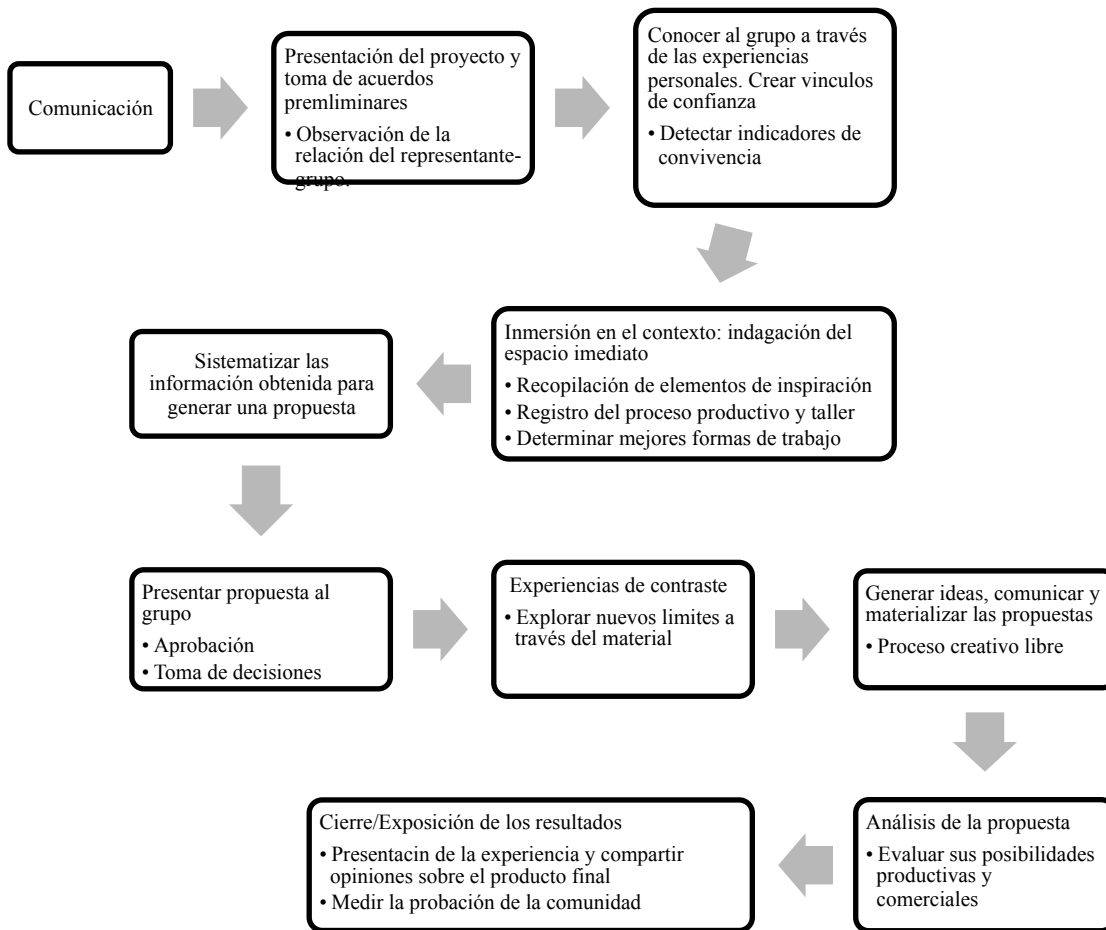 Comunicación
Presentación del proyecto y
toma de acuerdos
premliminares
• Observación de la
relación del representante-
grupo.
Conocer al grupo a través
de las experiencias
personales. Crear vinculos
de confianza
• Detectar indicadores de
convivencia
Inmersión en el contexto: indagación del
espacio imediato
• Recopilación de elementos de inspiración
• Registro del proceso productivo y taller
• Determinar mejores formas de trabajo
Sistematizar las
información obtenida para
generar una propuesta
Presentar propuesta al
grupo
• Aprobación
• Toma de decisiones
Experiencias de contraste
• Explorar nuevos limites a
través del material
Generar ideas, comunicar y
materializar las propuestas
• Proceso creativo libre
Análisis de la propuesta
• Evaluar sus posibilidades
productivas y
comerciales
Cierre/Exposición de los resultados
• Presentacin de la experiencia y compartir
opiniones sobre el producto final
• Medir la probación de la comunidad